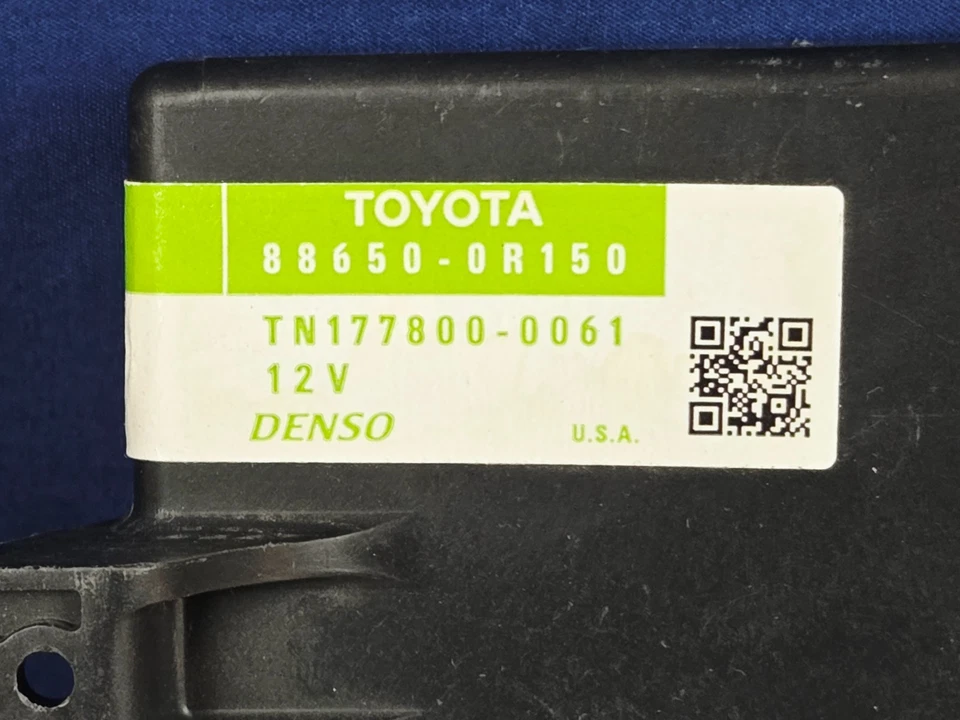 TOYOTA
88650-0R150
TN177800-0061
12V
DENSO
U.S.A.